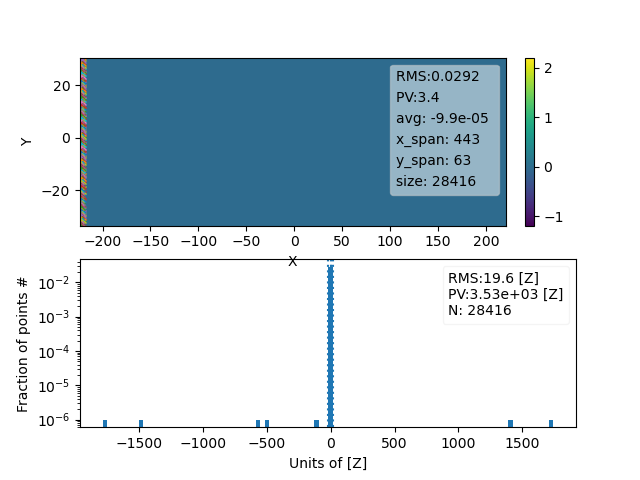 20
0
−20
Y
RMS:0.0292
PV:3.4
avg: -9.9e-05
x_span: 443
y_span: 63
size: 28416
2
1
0
−1
−200 −150 −100 −50 0 50 100 150 200
X
10⁻²
10⁻³
10⁻⁴
10⁻⁵
10⁻⁶
Fraction of points #
RMS:19.6 [Z]
PV:3.53e+03 [Z]
N: 28416
−1500 −1000 −500 0 500 1000 1500
Units of [Z]